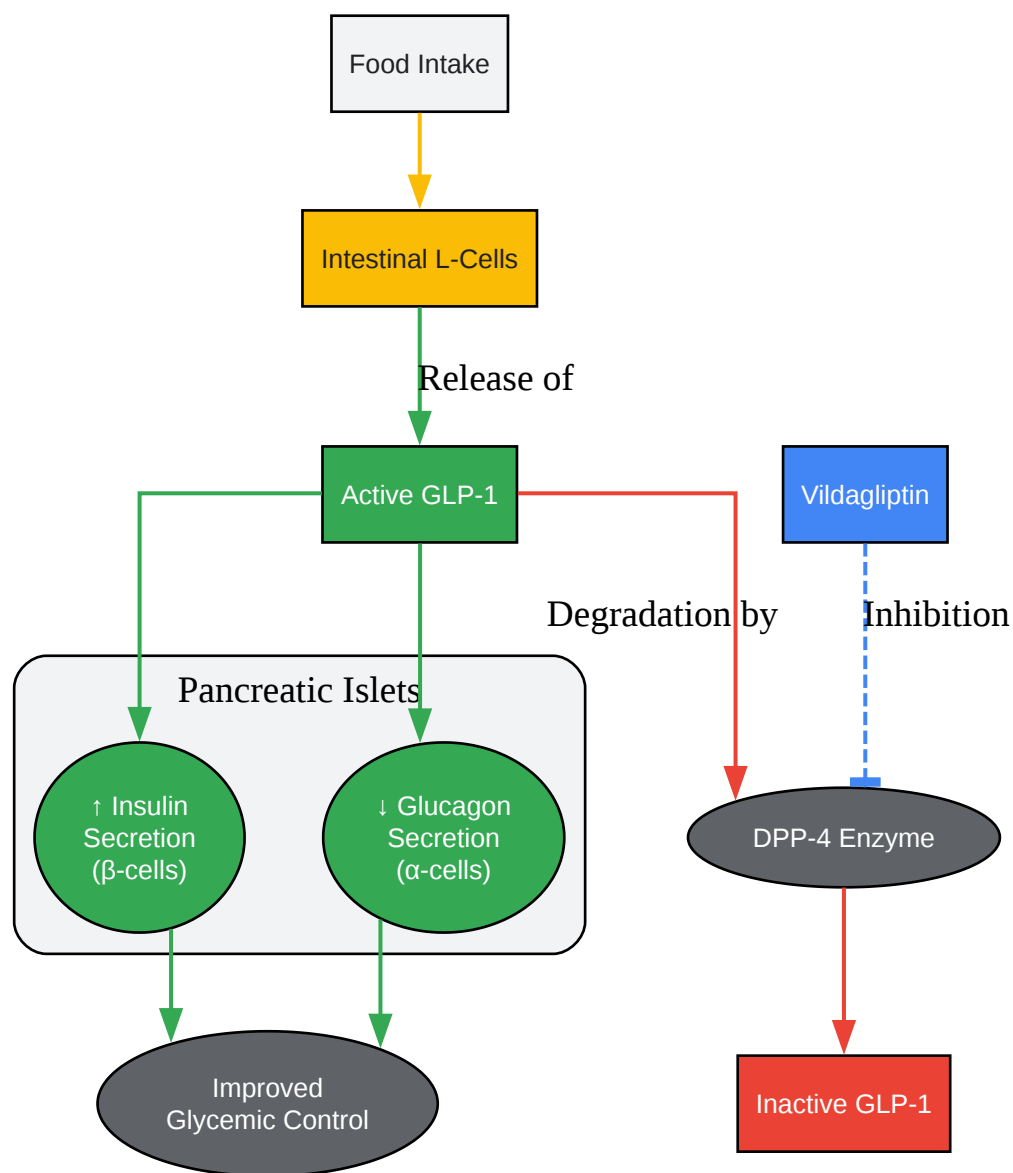 Food Intake
Intestinal L-Cells
Release of
Active GLP-1
Vildagliptin
Degradation by
Inhibition
Pancreatic Islets
↑ Insulin
Secretion
(β-cells)
↓ Glucagon
Secretion
(α-cells)
DPP-4 Enzyme
Improved
Glycemic Control
Inactive GLP-1